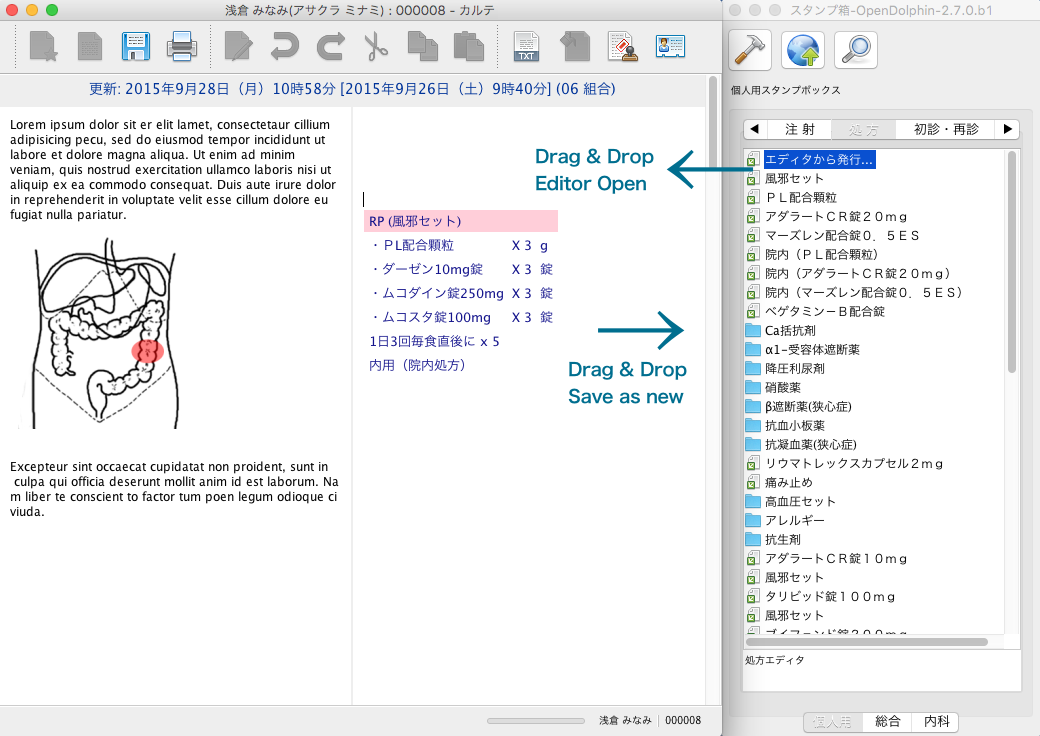 浅倉 みなみ(アサクラ ミナミ) : 000008 - カルテ
TXT
更新: 2015年9月28日（月）10時58分 [2015年9月26日（土）9時40分] (06 組合)
Lorem ipsum dolor sit er elit lamet, consectetaur cillium
adipisicing pecu, sed do eiusmod tempor incididunt ut
labore et dolore magna aliqua. Ut enim ad minim
veniam, quis nostrud exercitation ullamco laboris nisi ut
aliquip ex ea commodo consequat. Duis aute irure dolor
in reprehenderit in voluptate velit esse cillum dolore eu
fugiat nulla pariatur.
Excepteur sint occaecat cupidatat non proident, sunt in
culpa qui officia deserunt mollit anim id est laborum. Na
m liber te conscient to factor tum poen legum odioque ci
viuda.
Drag & Drop
Editor Open
RP (風邪セット)
・ＰL配合顆粒 X 3 g
・ダーゼン10mg錠 X 3 錠
・ムコダイン錠250mg X 3 錠
・ムコスタ錠100mg X 3 錠
1日3回毎食直後に x 5
内用（院内処方）
Drag & Drop
Save as new
浅倉 みなみ 000008
スタンプ箱-OpenDolphin-2.7.0.b1
個人用スタンプボックス
◀ 注 射 処 方 初診・再診 ▶
エディタから発行...
風邪セット
ＰＬ配合顆粒
アダラートＣＲ錠２０ｍｇ
マーズレン配合錠０．５ＥＳ
院内（ＰＬ配合顆粒）
院内（アダラートＣＲ錠２０ｍｇ）
院内（マーズレン配合錠０．５ＥＳ）
ベゲタミン－Ｂ配合錠
Ca括抗剤
α1–受容体遮断薬
降圧利尿剤
硝酸薬
β遮断薬(狭心症)
抗血小板薬
抗凝血薬(狭心症)
リウマトレックスカプセル２ｍｇ
痛み止め
高血圧セット
アレルギー
抗生剤
アダラートＣＲ錠１０ｍｇ
風邪セット
タリビッド錠１００ｍｇ
風邪セット
ブイフェンド錠２００ｍｇ
処方エディタ
個人用 総合 内科